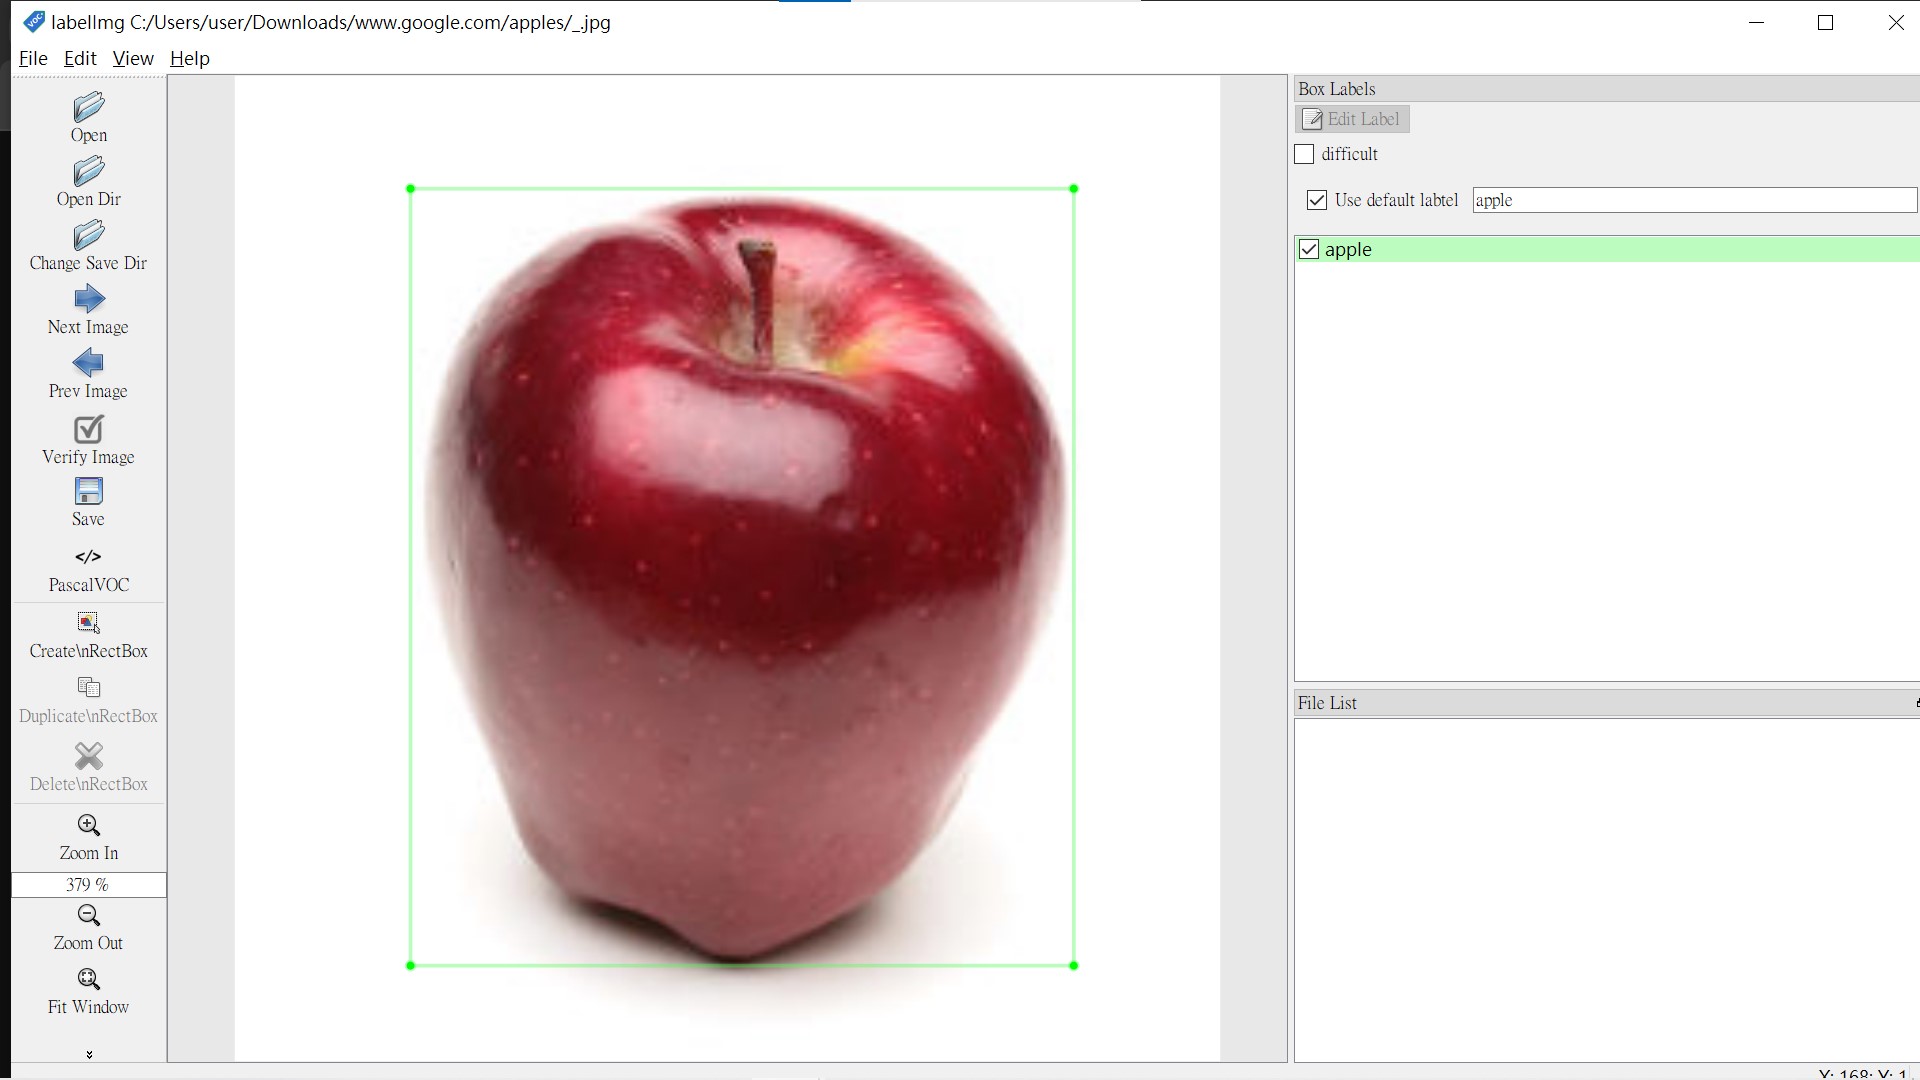 VOC
labelImg C:/Users/user/Downloads/www.google.com/apples/_.jpg
File Edit View Help
Open
Open Dir
Change Save Dir
Next Image
Prev Image
Verify Image
Save
</>
PascalVOC
Create\nRectBox
Duplicate\nRectBox
Delete\nRectBox
Zoom In
379 %
Zoom Out
Fit Window
Box Labels
Edit Label
difficult
Use default labtel apple
apple
File List
X: 168; Y: 1